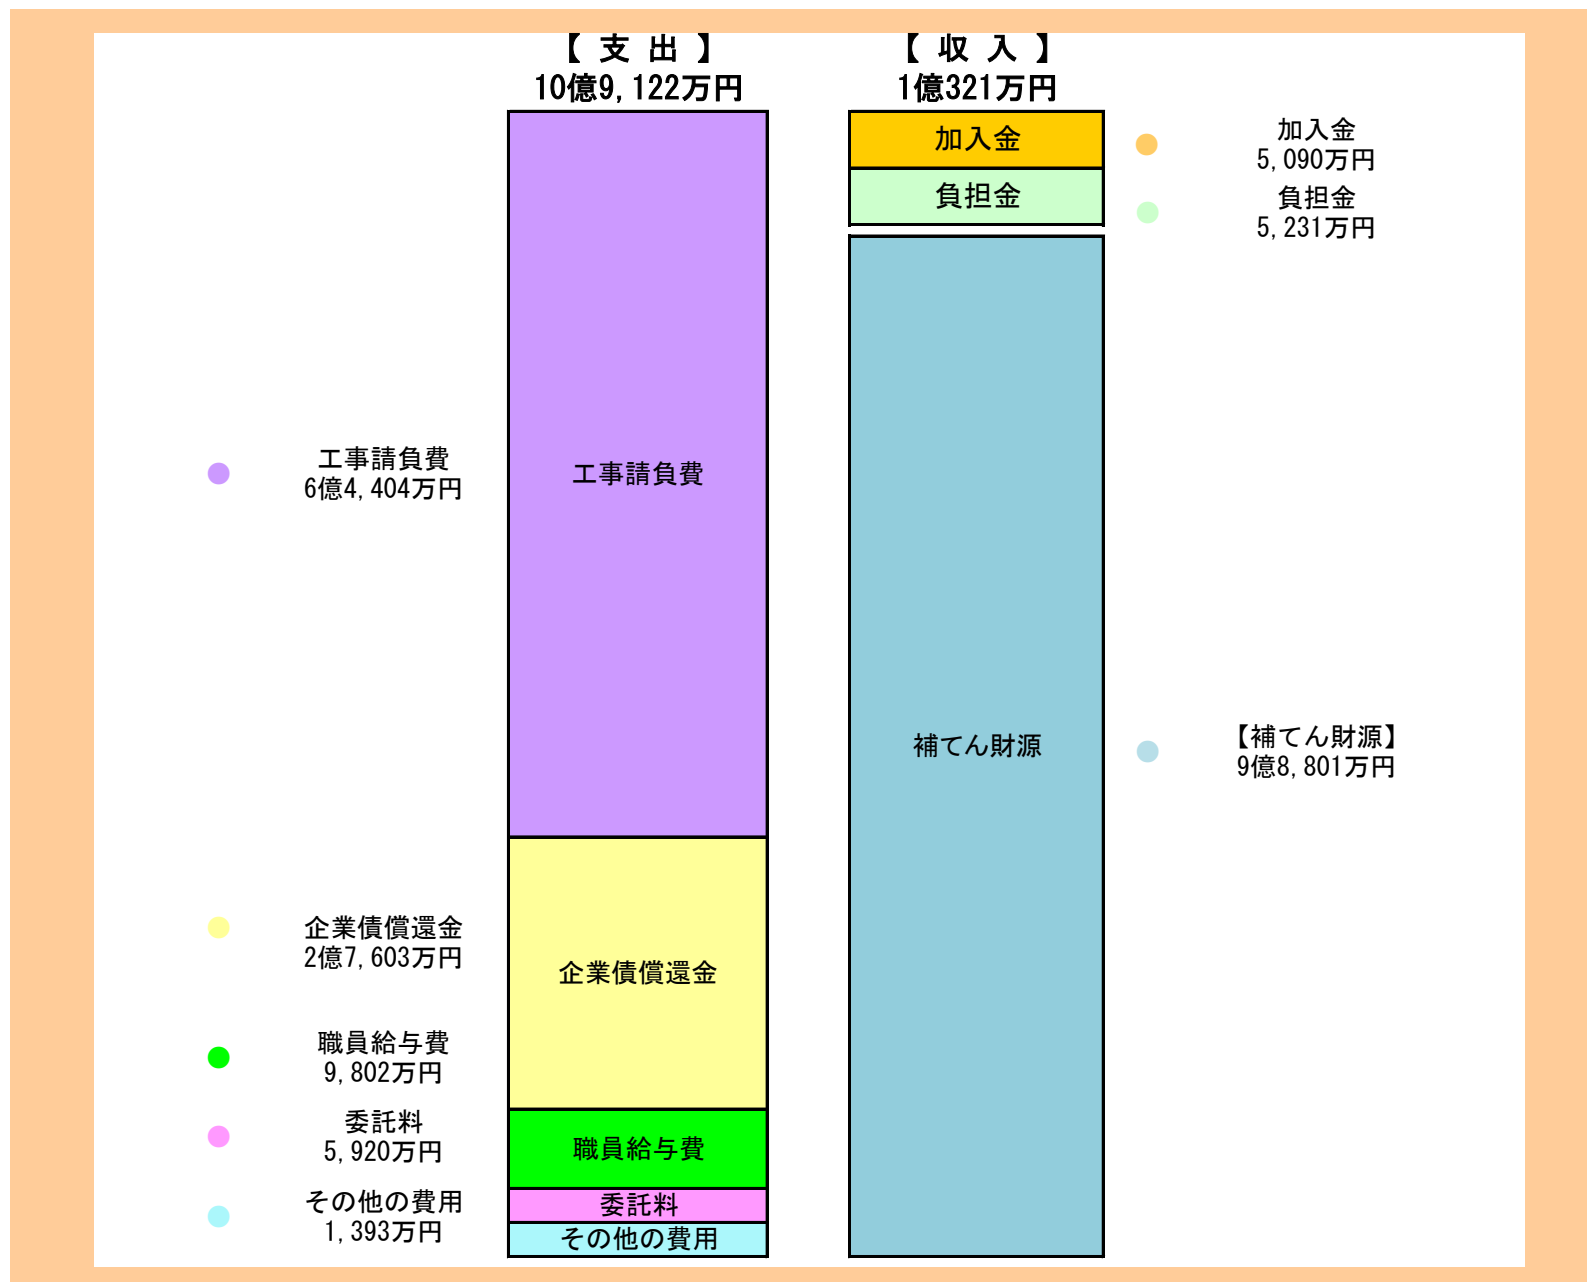 【 支 出 】
10億9,122万円
【 収 入 】
1億321万円
工事請負費
6億4,404万円
企業債償還金
2億7,603万円
職員給与費
9,802万円
委託料
5,920万円
その他の費用
1,393万円
工事請負費
企業債償還金
職員給与費
委託料
その他の費用
加入金
負担金
補てん財源
加入金
5,090万円
負担金
5,231万円
【補てん財源】
9億8,801万円